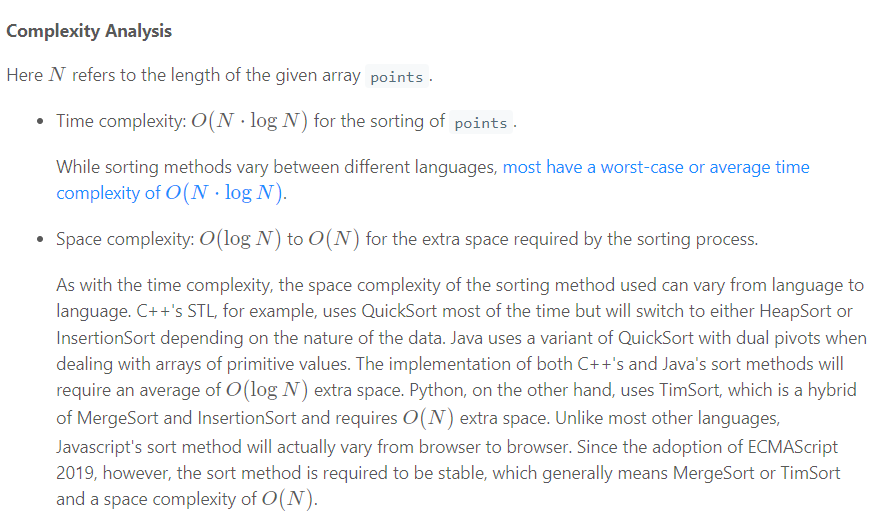 Complexity Analysis
Here N refers to the length of the given array points .
• Time complexity: O(N · log N) for the sorting of points .
While sorting methods vary between different languages, most have a worst-case or average time
complexity of O(N · log N).
• Space complexity: O(log N) to O(N) for the extra space required by the sorting process.
As with the time complexity, the space complexity of the sorting method used can vary from language to
language. C++'s STL, for example, uses QuickSort most of the time but will switch to either HeapSort or
InsertionSort depending on the nature of the data. Java uses a variant of QuickSort with dual pivots when
dealing with arrays of primitive values. The implementation of both C++'s and Java's sort methods will
require an average of O(log N) extra space. Python, on the other hand, uses TimSort, which is a hybrid
of MergeSort and InsertionSort and requires O(N) extra space. Unlike most other languages,
Javascript's sort method will actually vary from browser to browser. Since the adoption of ECMAScript
2019, however, the sort method is required to be stable, which generally means MergeSort or TimSort
and a space complexity of O(N).